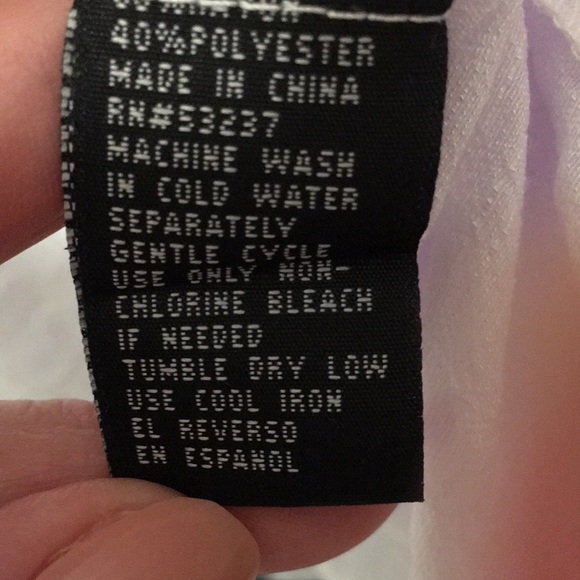 40%POLYESTER
MADE IN CHINA
RN#53237
MACHINE WASH
IN COLD WATER
SEPARATELY
GENTLE CYCLE
USE ONLY NON-
CHLORINE BLEACH
IF NEEDED
TUMBLE DRY LOW
USE COOL IRON
EL REVERSO
EN ESPANOL